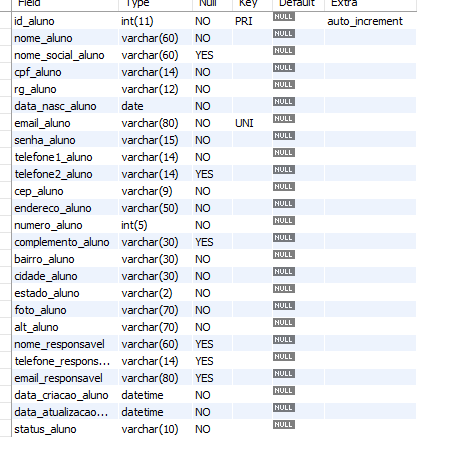 Field Type Null Key Default Extra
id_aluno int(11) NO PRI NULL auto_increment
nome_aluno varchar(60) NO NULL
nome_social_aluno varchar(60) YES NULL
cpf_aluno varchar(14) NO NULL
rg_aluno varchar(12) NO NULL
data_nasc_aluno date NO NULL
email_aluno varchar(80) NO UNI NULL
senha_aluno varchar(15) NO NULL
telefone1_aluno varchar(14) NO NULL
telefone2_aluno varchar(14) YES NULL
cep_aluno varchar(9) NO NULL
endereco_aluno varchar(50) NO NULL
numero_aluno int(5) NO NULL
complemento_aluno varchar(30) YES NULL
bairro_aluno varchar(30) NO NULL
cidade_aluno varchar(30) NO NULL
estado_aluno varchar(2) NO NULL
foto_aluno varchar(70) NO NULL
alt_aluno varchar(70) NO NULL
nome_responsavel varchar(60) YES NULL
telefone_respons... varchar(14) YES NULL
email_responsavel varchar(80) YES NULL
data_criacao_aluno datetime NO NULL
data_atualizacao... datetime NO NULL
status_aluno varchar(10) NO NULL